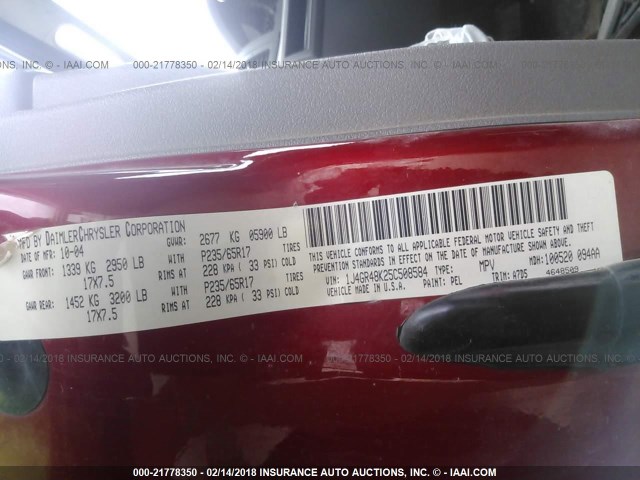 000-21778350 - 02/14/2018 INSURANCE AUTO AUCTIONS, INC. - © IAAI.COM
MFD BY DAIMLERCHRYSLER CORPORATION
DATE OF MFR: 10-04 GVWR: 2677 KG 05900 LB
GAWR FRONT: 1339 KG 2950 LB WITH P235/65R17 TIRES
17X7.5 RIMS AT 228 KPA ( 33 PSI) COLD
GAWR REAR: 1452 KG 3200 LB WITH P235/65R17 TIRES
17X7.5 RIMS AT 228 KPA ( 33 PSI) COLD
THIS VEHICLE CONFORMS TO ALL APPLICABLE FEDERAL MOTOR VEHICLE SAFETY AND THEFT
PREVENTION STANDARDS IN EFFECT ON THE DATE OF MANUFACTURE SHOWN ABOVE.
VIN: 1J4GR48K25C508584 TYPE: MPV MDH: 100520 094AA
VEHICLE MADE IN U.S.A. PAINT: PEL TRIM: A7DS 4648509
000-21778350 - 02/14/2018 INSURANCE AUTO AUCTIONS, INC. - © IAAI.COM
000-21778350 - 02/14/2018 INSURANCE AUTO AUCTIONS, INC. - © IAAI.COM